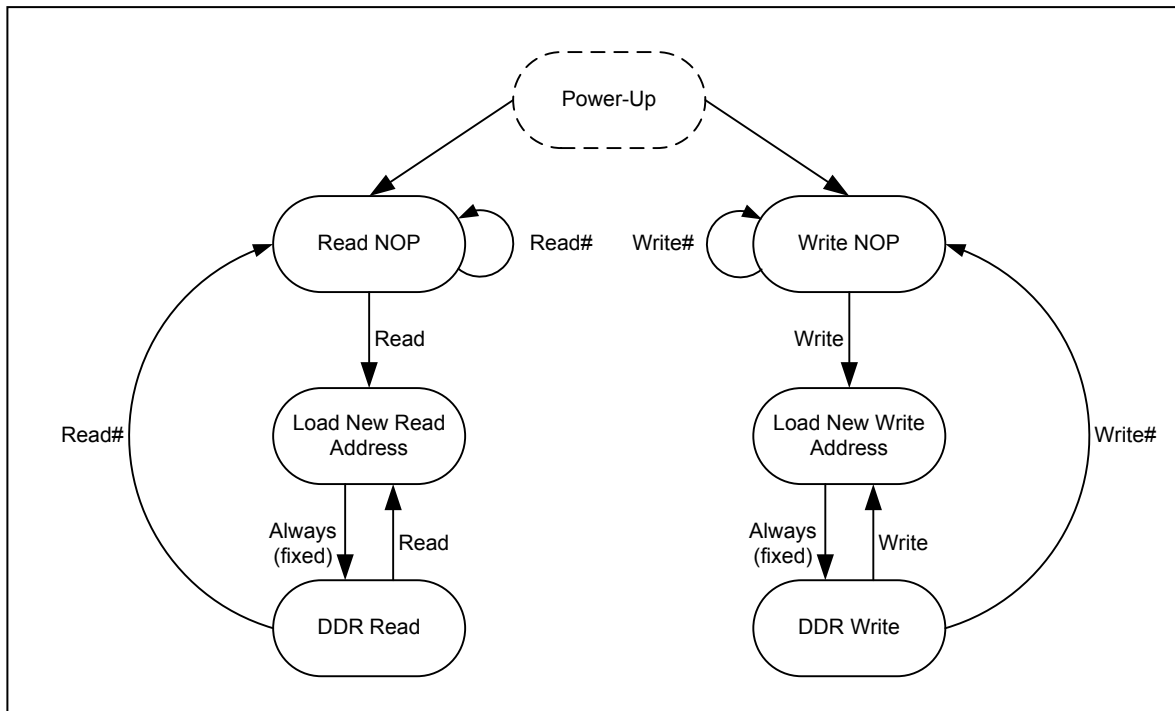 Power-Up
Read NOP
Read#
Write#
Write NOP
Read
Write
Load New Read
Address
Load New Write
Address
Read#
Write#
Always
(fixed)
Read
Always
(fixed)
Write
DDR Read
DDR Write